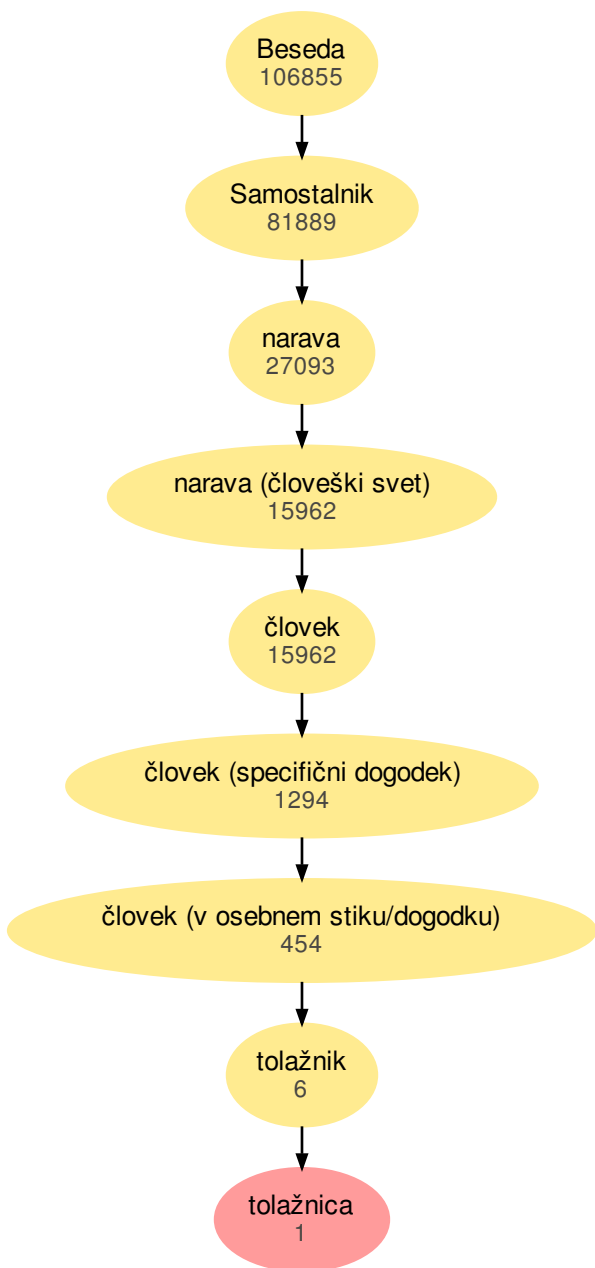 Beseda
106855
Samostalnik
81889
narava
27093
narava (človeški svet)
15962
človek
15962
človek (specifični dogodek)
1294
človek (v osebnem stiku/dogodku)
454
tolažnik
6
tolažnica
1